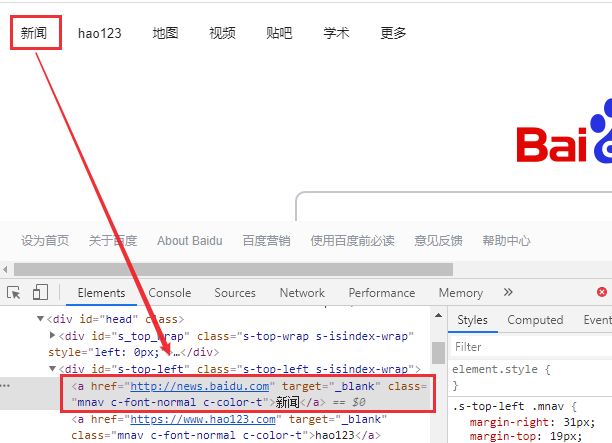 新闻 hao123 地图 视频 贴吧 学术 更多
Bai
设为首页 关于百度 About Baidu 百度营销 使用百度前必读 意见反馈 帮助中心
Elements Console Sources Network Performance Memory »
<div id="head" class>
<div id="s_top_wrap" class="s-top-wrap s-isindex-wrap"
style="left: 0px;">…</div>
<div id="s-top-left" class="s-top-left s-isindex-wrap">
<a href="http://news.baidu.com" target="_blank" class=
"mnav c-font-normal c-color-t">新闻</a> == $0
<a href="https://www.hao123.com" target="_blank"
class="mnav c-font-normal c-color-t">hao123</a>
Styles Computed Event
Filter
element.style {
}
.s-top-left .mnav {
margin-right: 31px;
margin-top: 19px;